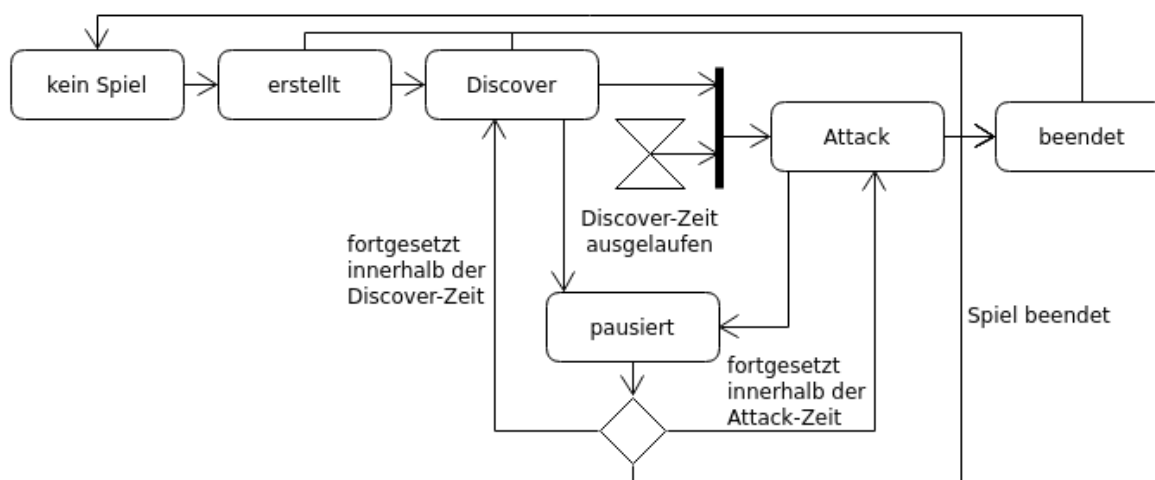 kein Spiel
erstellt
Discover
Attack
beendet
Discover-Zeit
ausgelaufen
fortgesetzt
innerhalb der
Discover-Zeit
pausiert
Spiel beendet
fortgesetzt
innerhalb der
Attack-Zeit